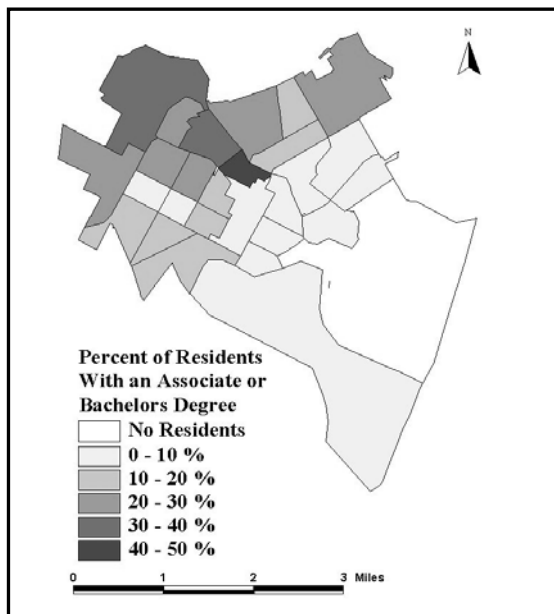 N
Percent of Residents
With an Associate or
Bachelors Degree
No Residents
0 - 10 %
10 - 20 %
20 - 30 %
30 - 40 %
40 - 50 %
0 1 2 3 Miles